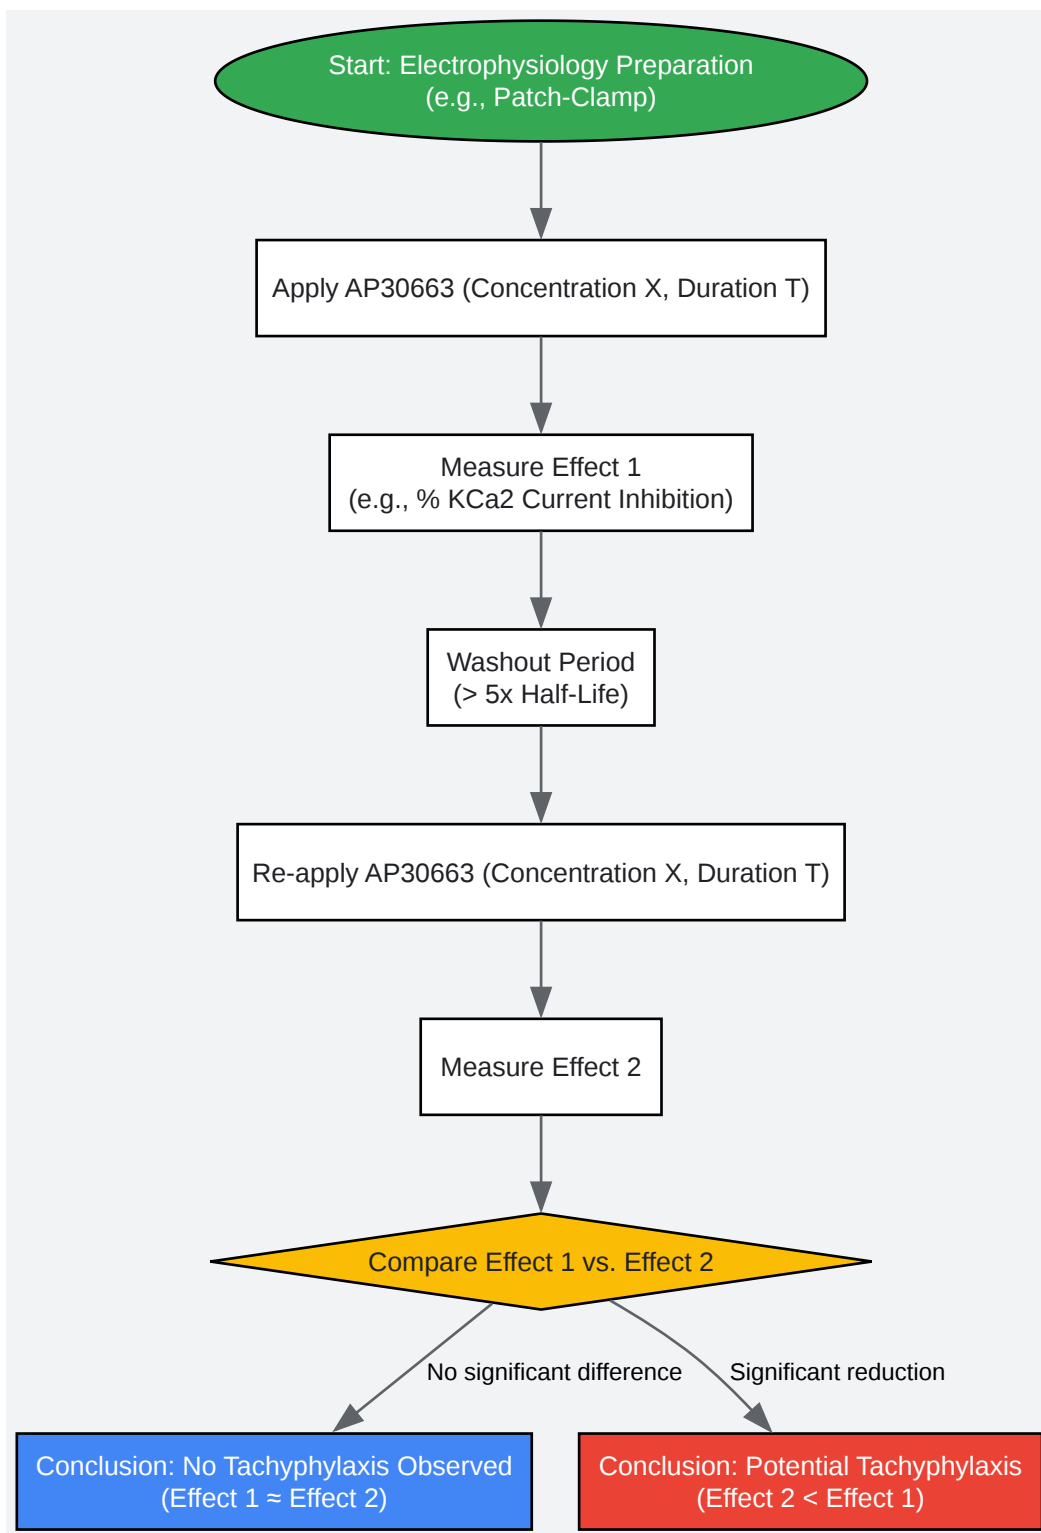 Start: Electrophysiology Preparation
(e.g., Patch-Clamp)
Apply AP30663 (Concentration X, Duration T)
Measure Effect 1
(e.g., % KCa2 Current Inhibition)
Washout Period
(> 5x Half-Life)
Re-apply AP30663 (Concentration X, Duration T)
Measure Effect 2
Compare Effect 1 vs. Effect 2
No significant difference
Significant reduction
Conclusion: No Tachyphylaxis Observed
(Effect 1 ≈ Effect 2)
Conclusion: Potential Tachyphylaxis
(Effect 2 < Effect 1)